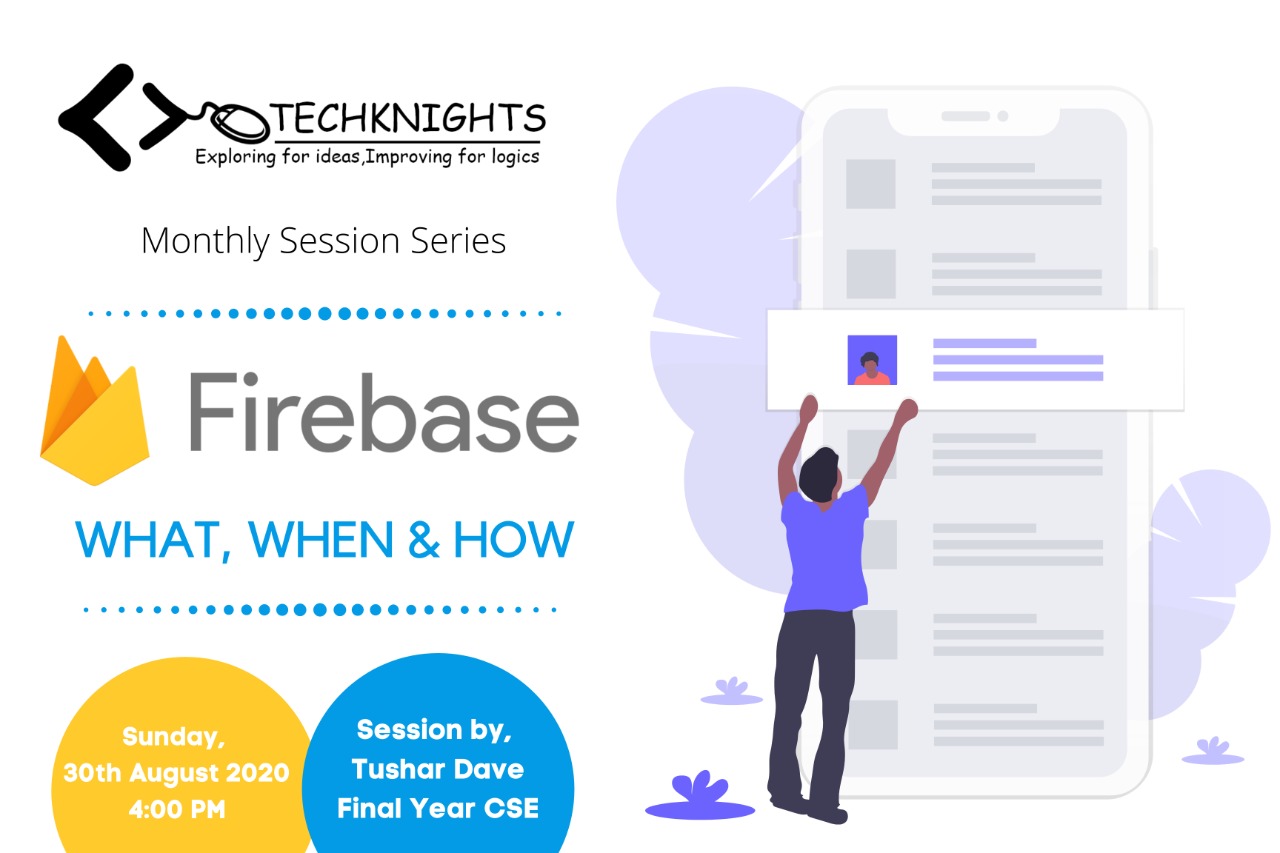 TECHKNIGHTS
Exploring for ideas,Improving for logics
Monthly Session Series
Firebase
WHAT, WHEN & HOW
Sunday,
30th August 2020
4:00 PM
Session by,
Tushar Dave
Final Year CSE